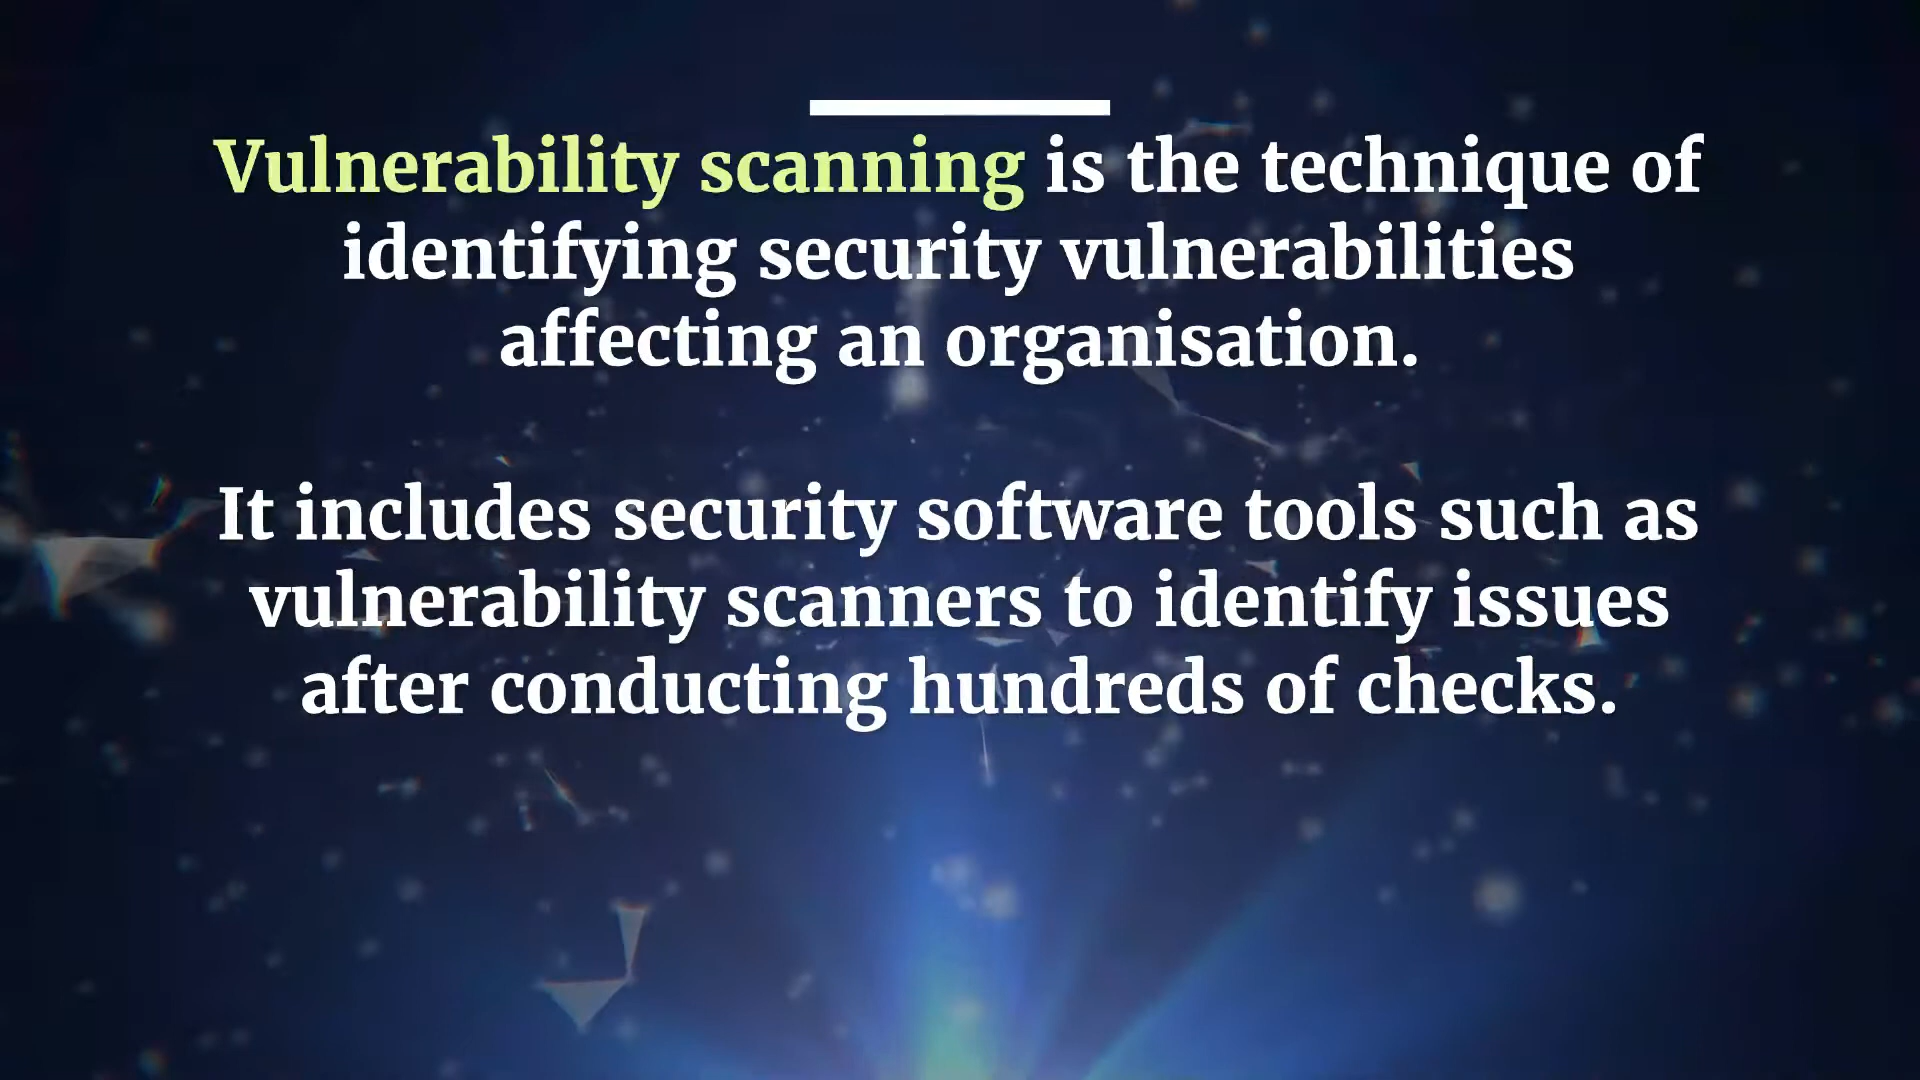 Vulnerability scanning is the technique of
identifying security vulnerabilities
affecting an organisation.
It includes security software tools such as
vulnerability scanners to identify issues
after conducting hundreds of checks.